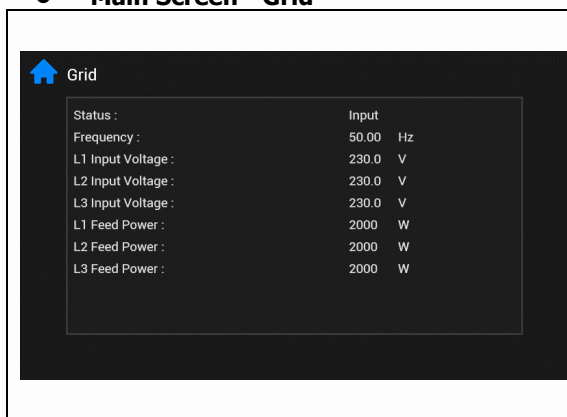 Main Screen - Grid
Grid
Status : Input
Frequency : 50.00 Hz
L1 Input Voltage : 230.0 V
L2 Input Voltage : 230.0 V
L3 Input Voltage : 230.0 V
L1 Feed Power : 2000 W
L2 Feed Power : 2000 W
L3 Feed Power : 2000 W